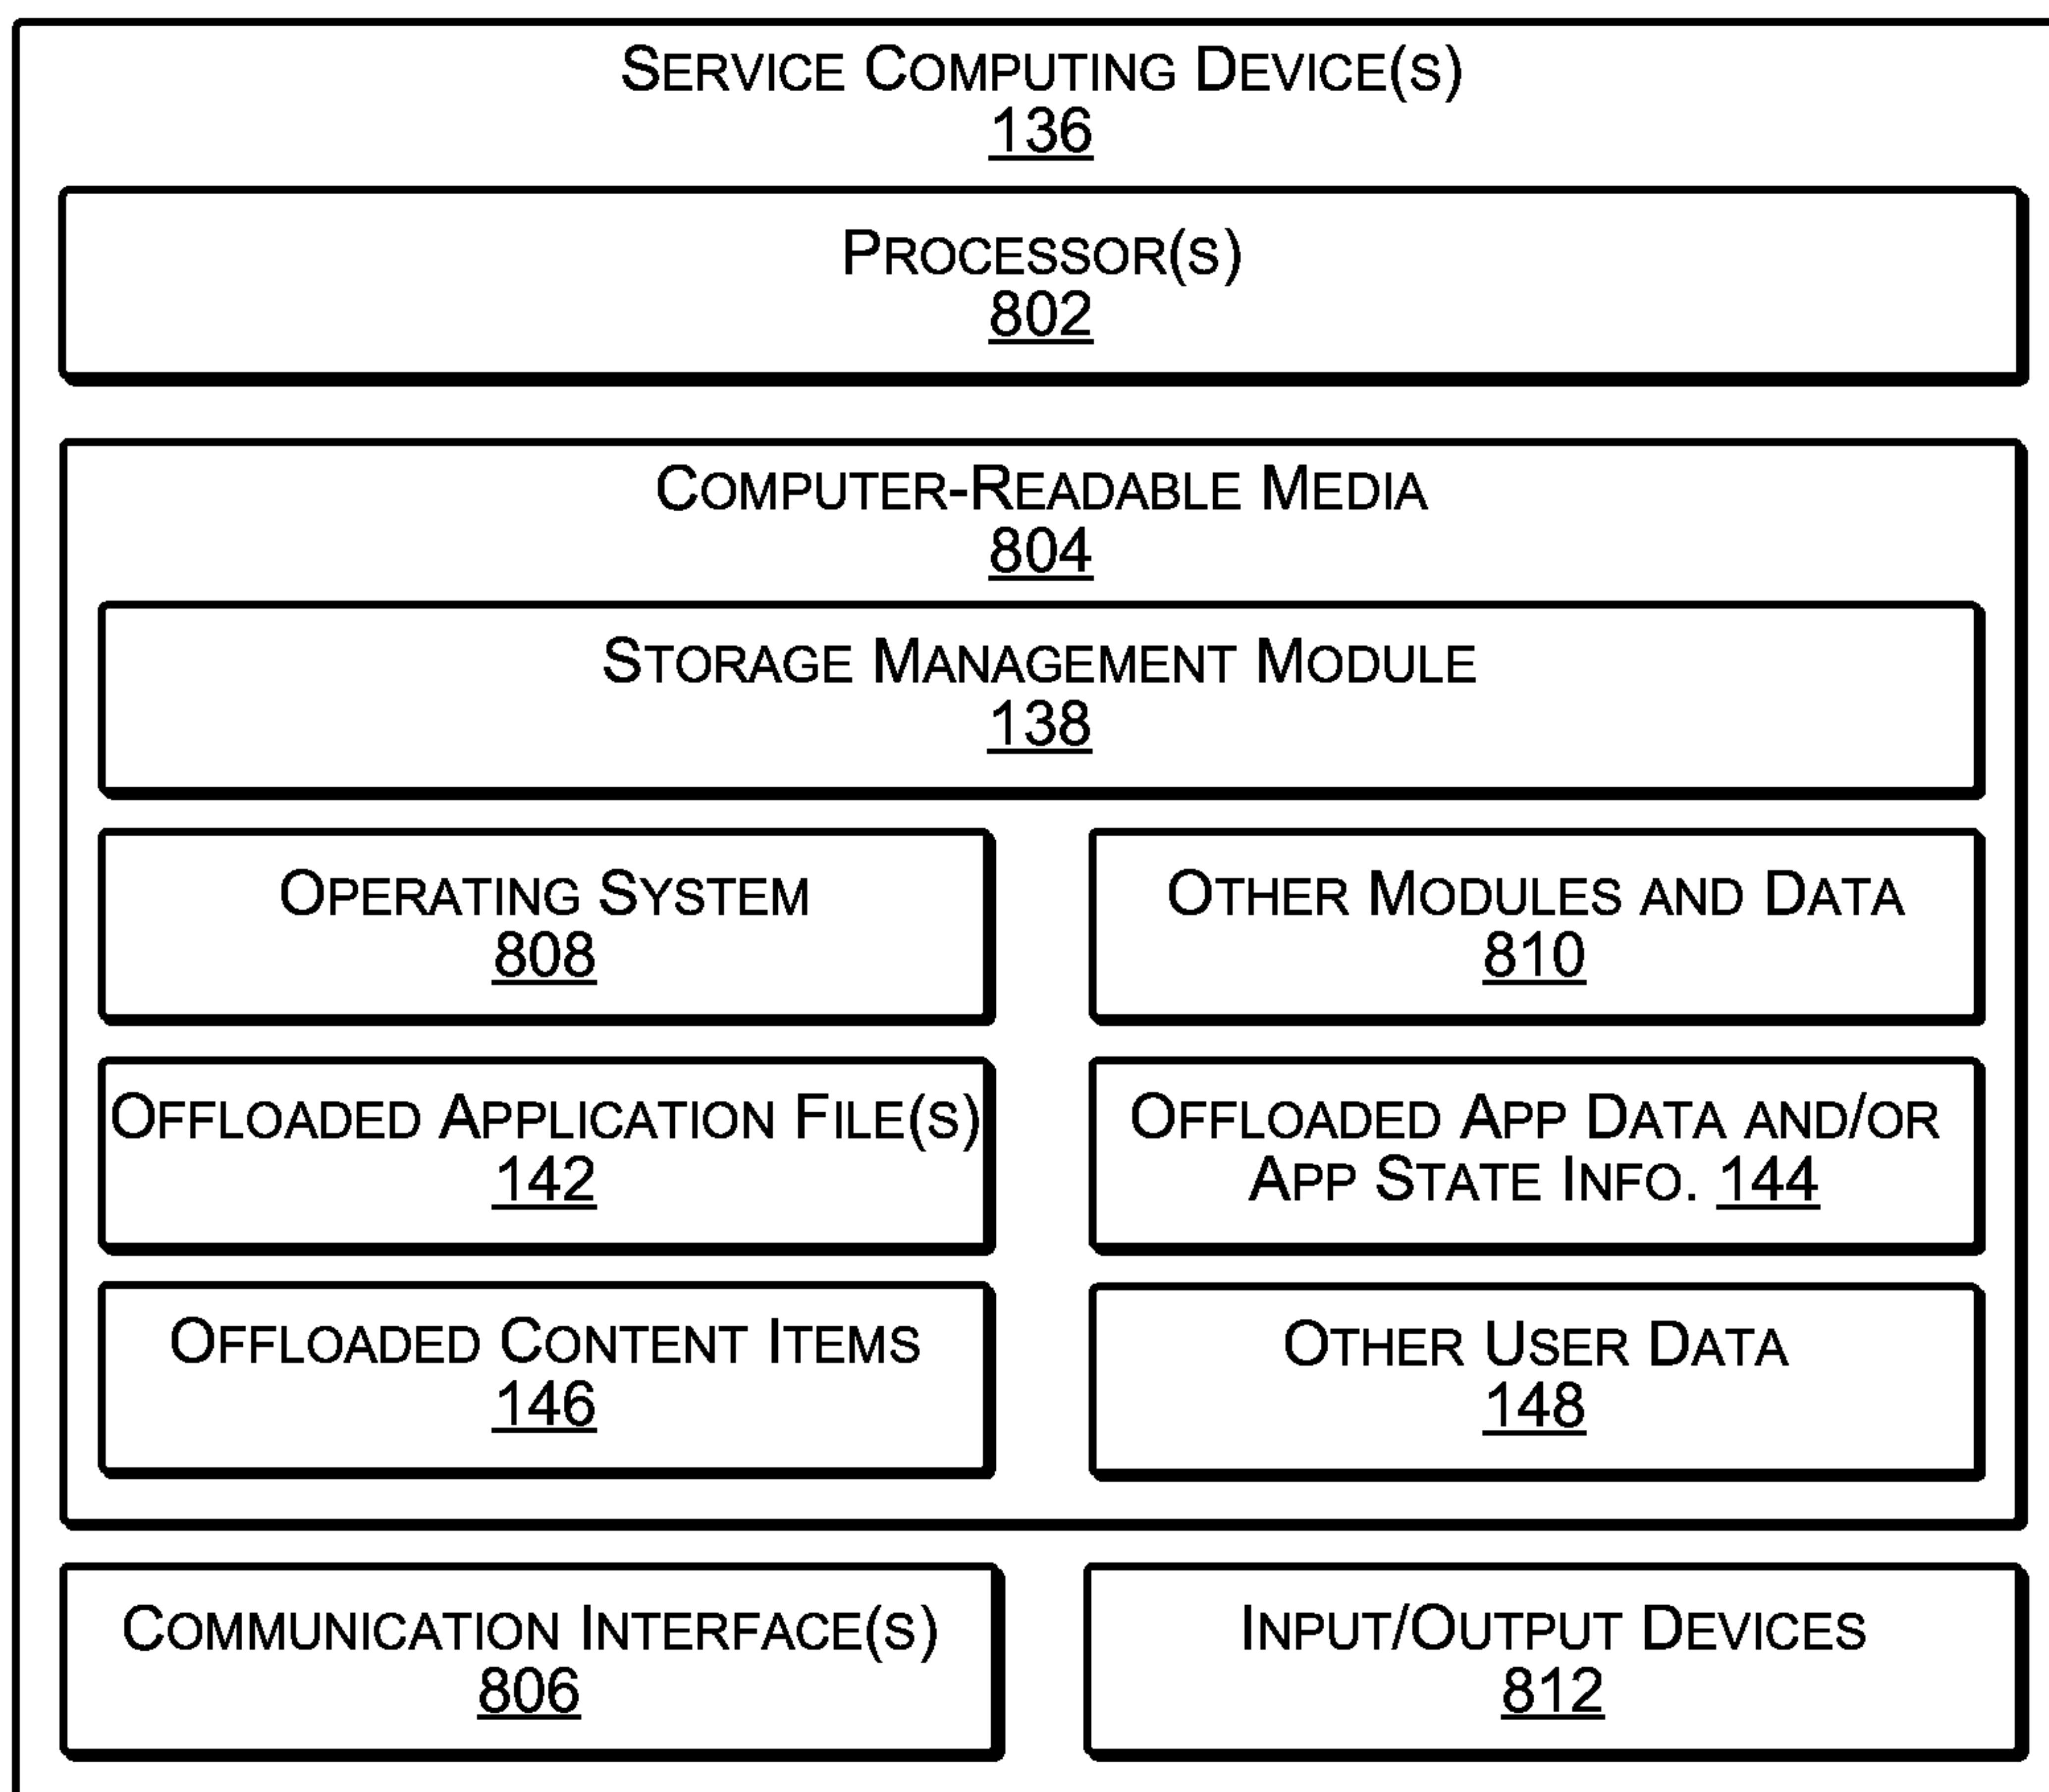 SERVICE COMPUTING DEVICE(S)
136
PROCESSOR(S)
802
COMPUTER-READABLE MEDIA
804
STORAGE MANAGEMENT MODULE
138
OPERATING SYSTEM
808
OTHER MODULES AND DATA
810
OFFLOADED APPLICATION FILE(S)
142
OFFLOADED APP DATA AND/OR
APP STATE INFO. 144
OFFLOADED CONTENT ITEMS
146
OTHER USER DATA
148
COMMUNICATION INTERFACE(S)
806
INPUT/OUTPUT DEVICES
812